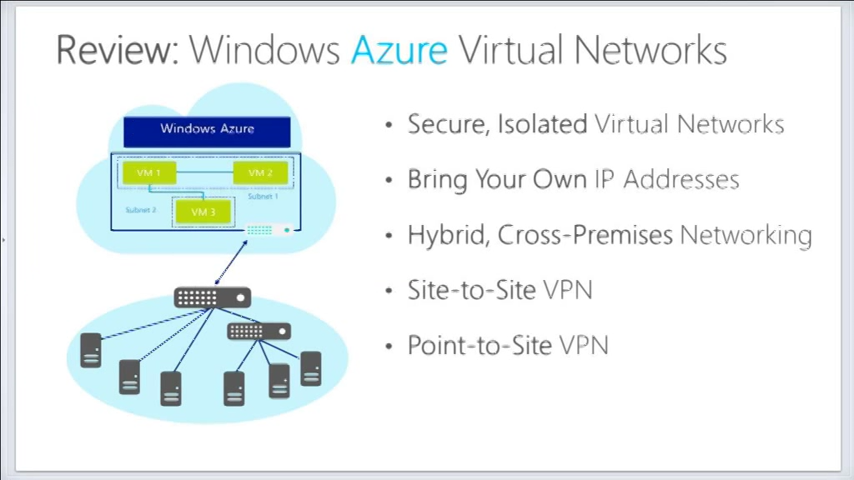 Review: Windows Azure Virtual Networks
Windows Azure
VM 1
VM 2
Subnet 1
Subnet 2
VM 3
• Secure, Isolated Virtual Networks
• Bring Your Own IP Addresses
• Hybrid, Cross-Premises Networking
• Site-to-Site VPN
• Point-to-Site VPN